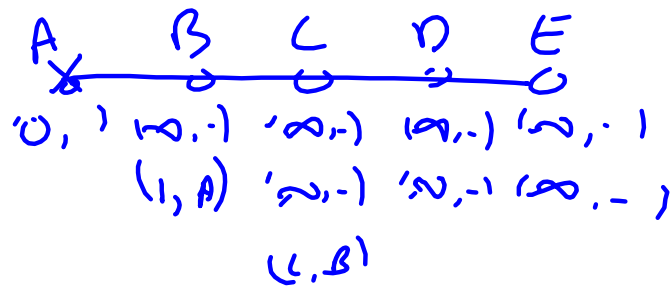 A B C D E
(0, ) (∞,-) (∞,-) (∞,-) (∞,-)
(1, A) (∞,-) (∞,-) (∞,-)
(2,B)